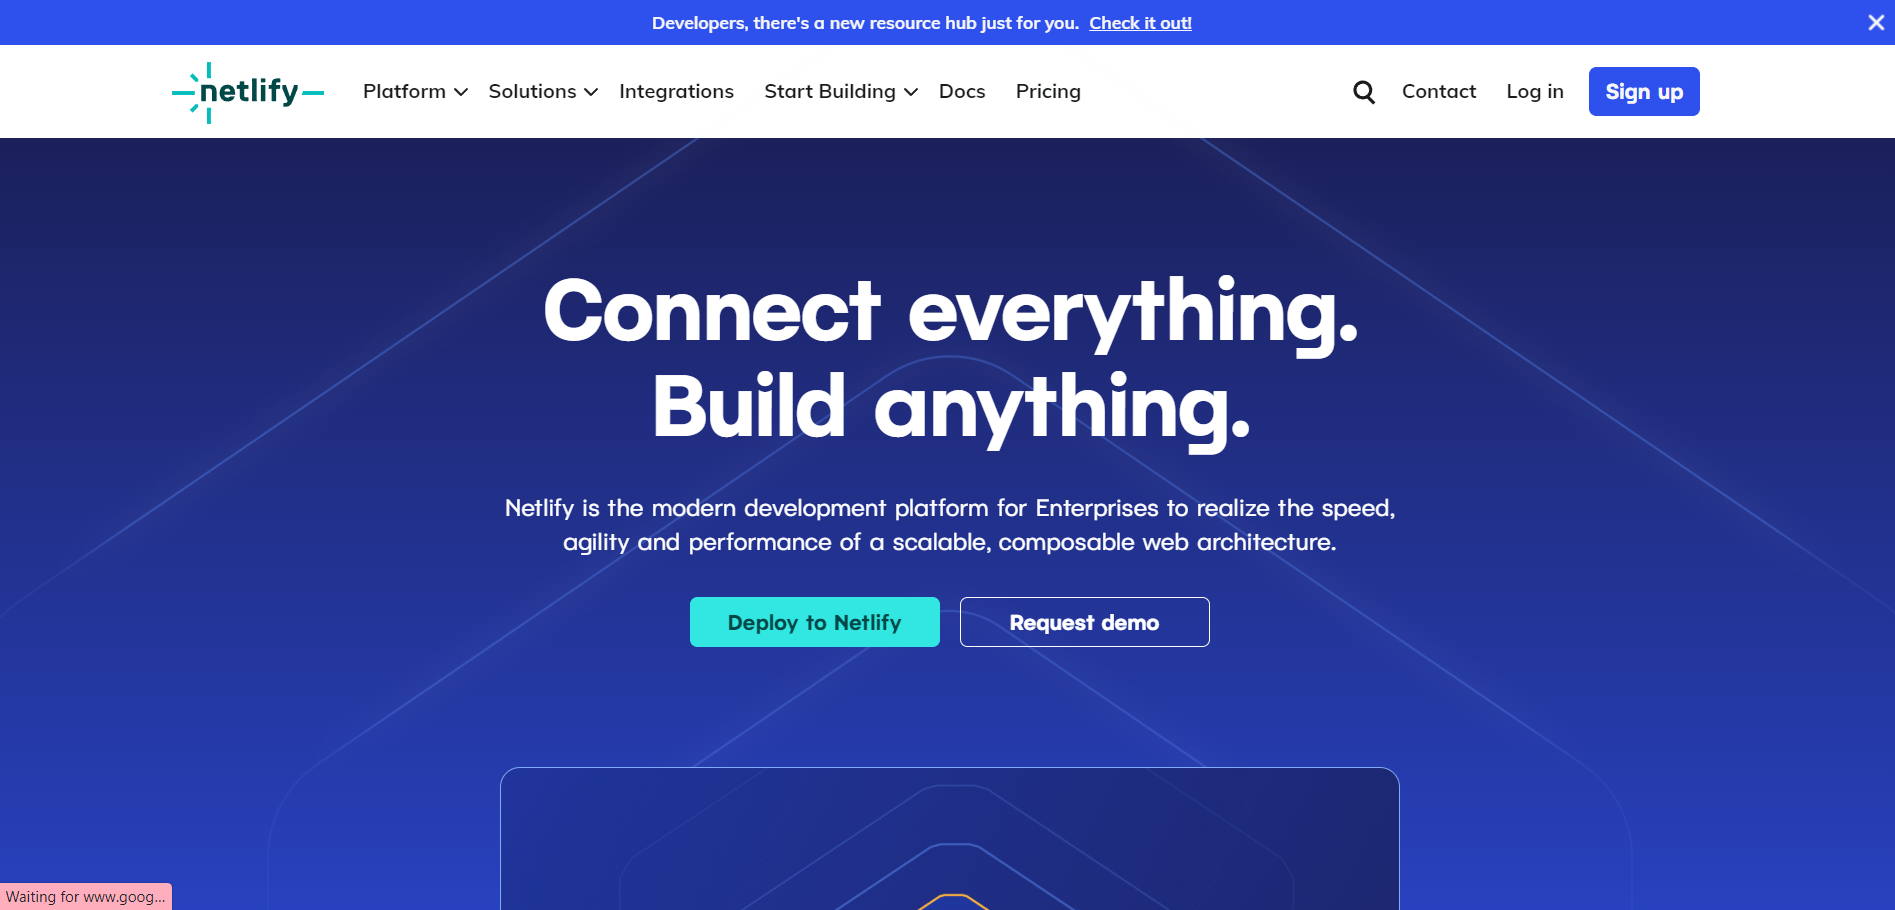 Developers, there's a new resource hub just for you. Check it out!
netlify Platform Solutions Integrations Start Building Docs Pricing Contact Log in Sign up
Connect everything.
Build anything.
Netlify is the modern development platform for Enterprises to realize the speed,
agility and performance of a scalable, composable web architecture.
Deploy to Netlify Request demo
Waiting for www.goog...